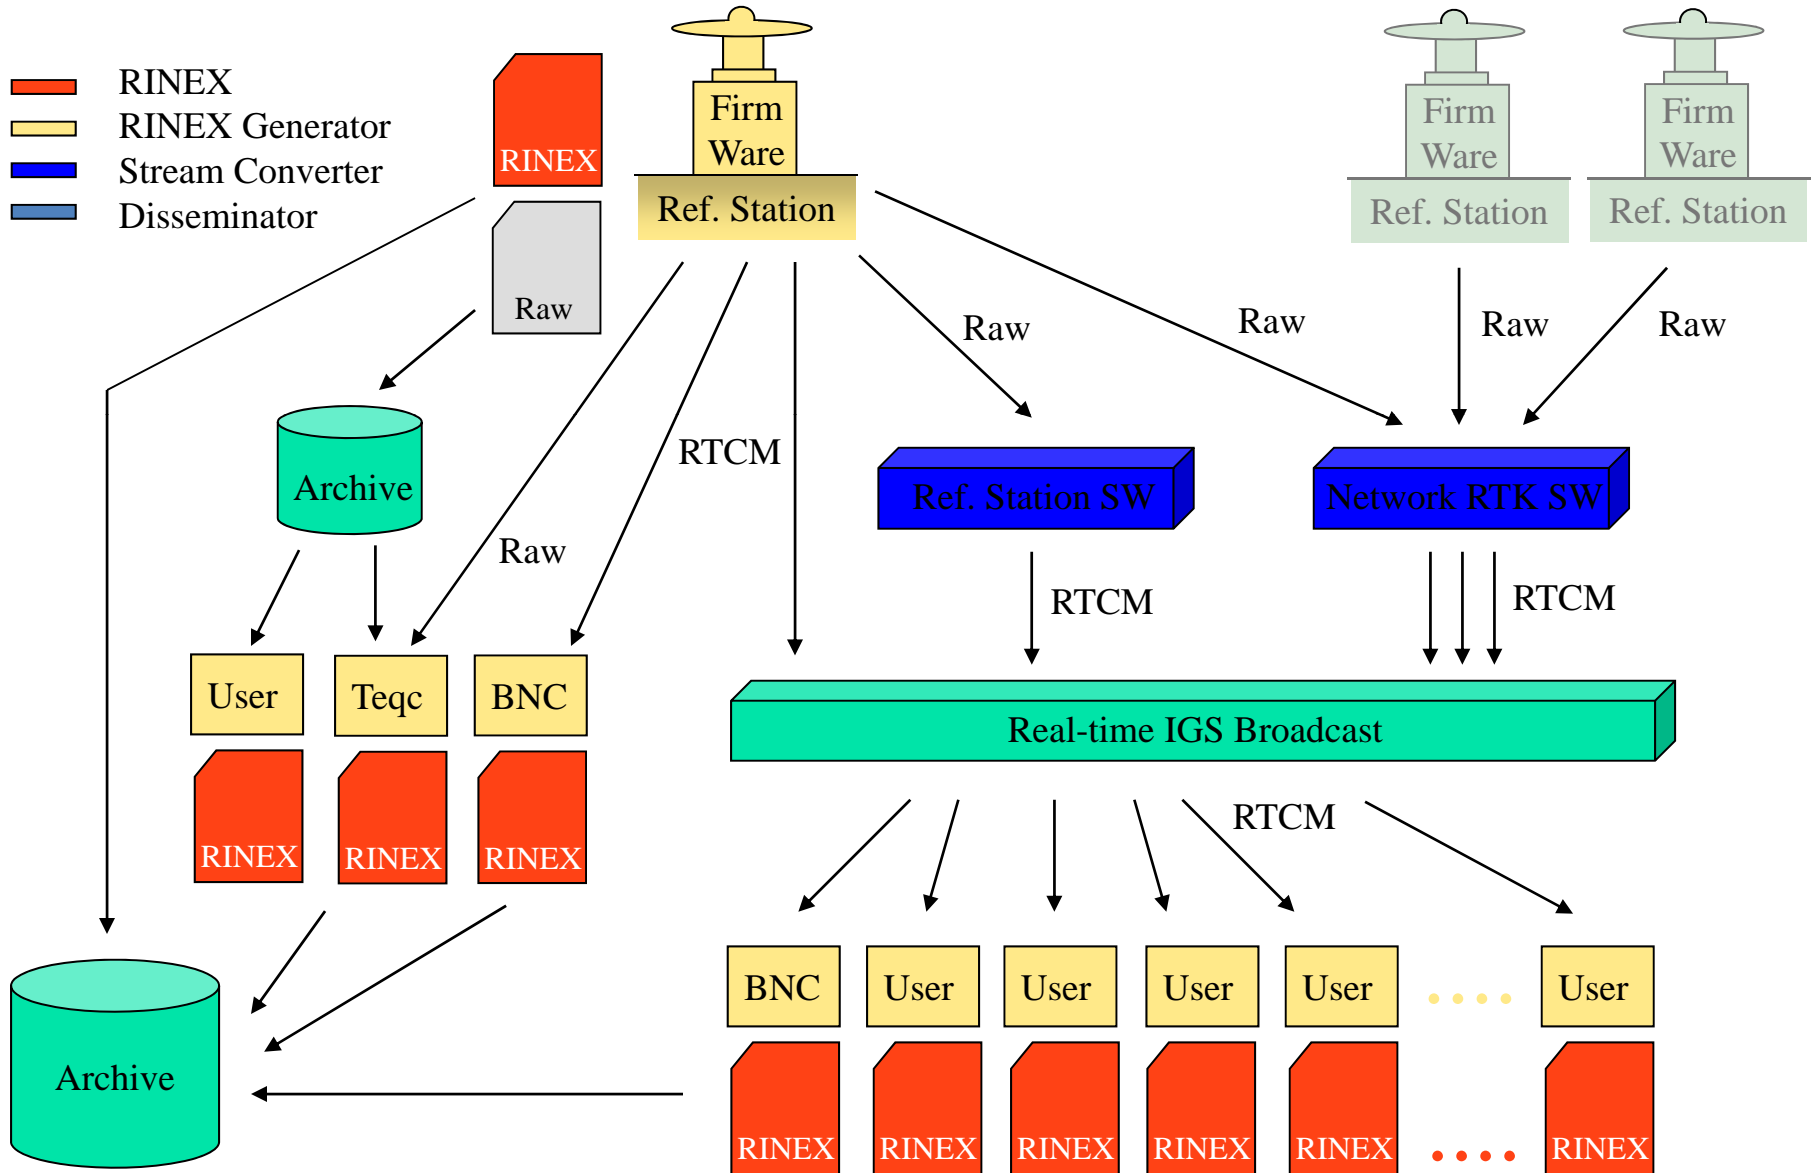 RINEX
RINEX Generator
Stream Converter
Disseminator
RINEX
Raw
Firm
Ware
Ref. Station
Firm
Ware
Ref. Station
Firm
Ware
Ref. Station
Raw
Raw
Raw
Raw
Archive
RTCM
Raw
Ref. Station SW
Network RTK SW
RTCM
RTCM
User
Teqc
BNC
RINEX
RINEX
RINEX
Real-time IGS Broadcast
RTCM
BNC
User
User
User
User
....
User
Archive
RINEX
RINEX
RINEX
RINEX
RINEX
....
RINEX